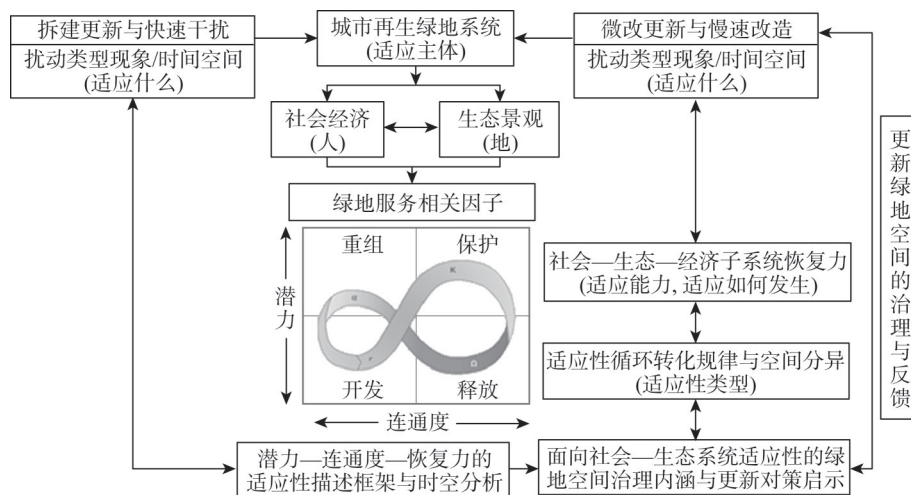 拆建更新与快速干扰
扰动类型现象/时间空间
(适应什么)
城市再生绿地系统
(适应主体)
微改更新与慢速改造
扰动类型现象/时间空间
(适应什么)
社会经济
(人)
生态景观
(地)
绿地服务相关因子
重组
保护
潜力
K
α
r
Ω
开发
释放
连通度
社会—生态—经济子系统恢复力
(适应能力, 适应如何发生)
适应性循环转化规律与空间分异
(适应性类型)
更新绿地空间的治理与反馈
潜力—连通度—恢复力的
适应性描述框架与时空分析
面向社会—生态系统适应性的绿
地空间治理内涵与更新对策启示